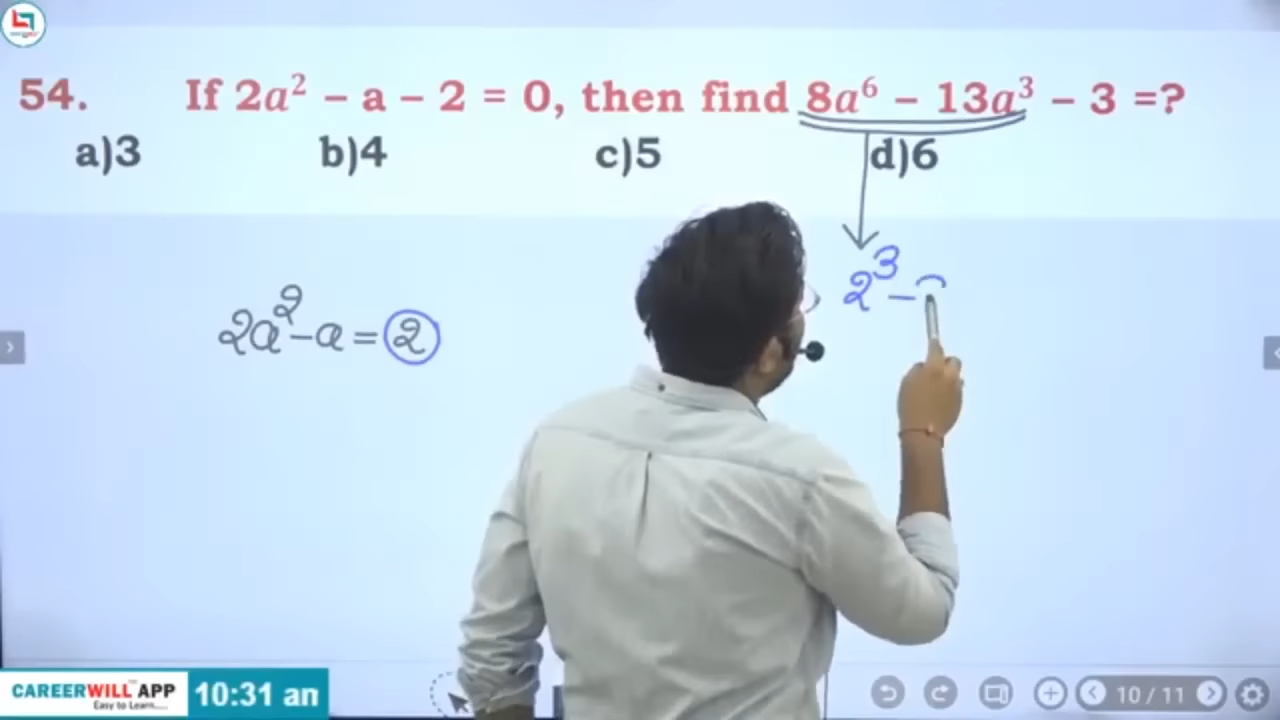 54. If 2a² – a – 2 = 0, then find 8a⁶ – 13a³ – 3 =?
a)3 b)4 c)5 d)6
2³ –
2a² – a = 2
CAREERWILL APP
Easy to Learn.....
10:31 an
10 / 11